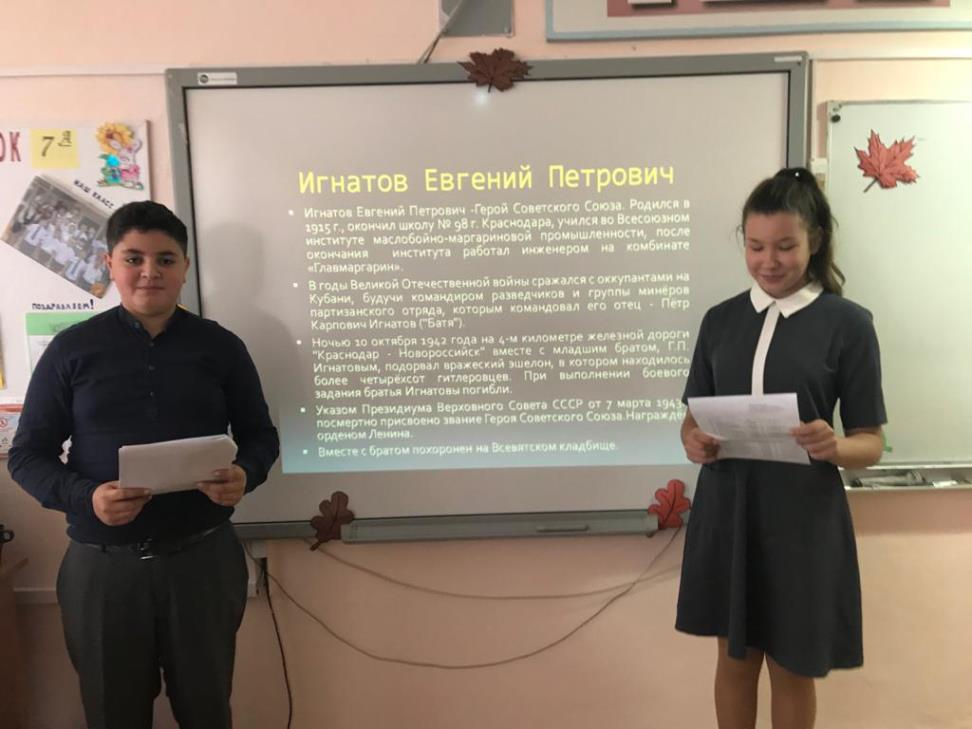 ОК
7 я
НАШ КЛАСС
ПОЗДРАВЛЯЕМ!
Игнатов Евгений Петрович
▪ Игнатов Евгений Петрович -Герой Советского Союза. Родился в
1915 г., окончил школу № 98 г. Краснодара, учился во Всесоюзном
институте маслобойно-маргариновой промышленности, после
окончания института работал инженером на комбинате
«Главмаргарин».
▪ В годы Великой Отечественной войны сражался с оккупантами на
Кубани, будучи командиром разведчиков и группы минёров
партизанского отряда, которым командовал его отец - Пётр
Карпович Игнатов ("Батя").
▪ Ночью 10 октября 1942 года на 4-м километре железной дороги
"Краснодар - Новороссийск" вместе с младшим братом, Г.П.
Игнатовым, подорвал вражеский эшелон, в котором находилось
более четырёхсот гитлеровцев. При выполнении боевого
задания братья Игнатовы погибли.
▪ Указом Президиума Верховного Совета СССР от 7 марта 1943
посмертно присвоено звание Героя Советского Союза.Награждён
орденом Ленина.
▪ Вместе с братом похоронен на Всевятском кладбище.